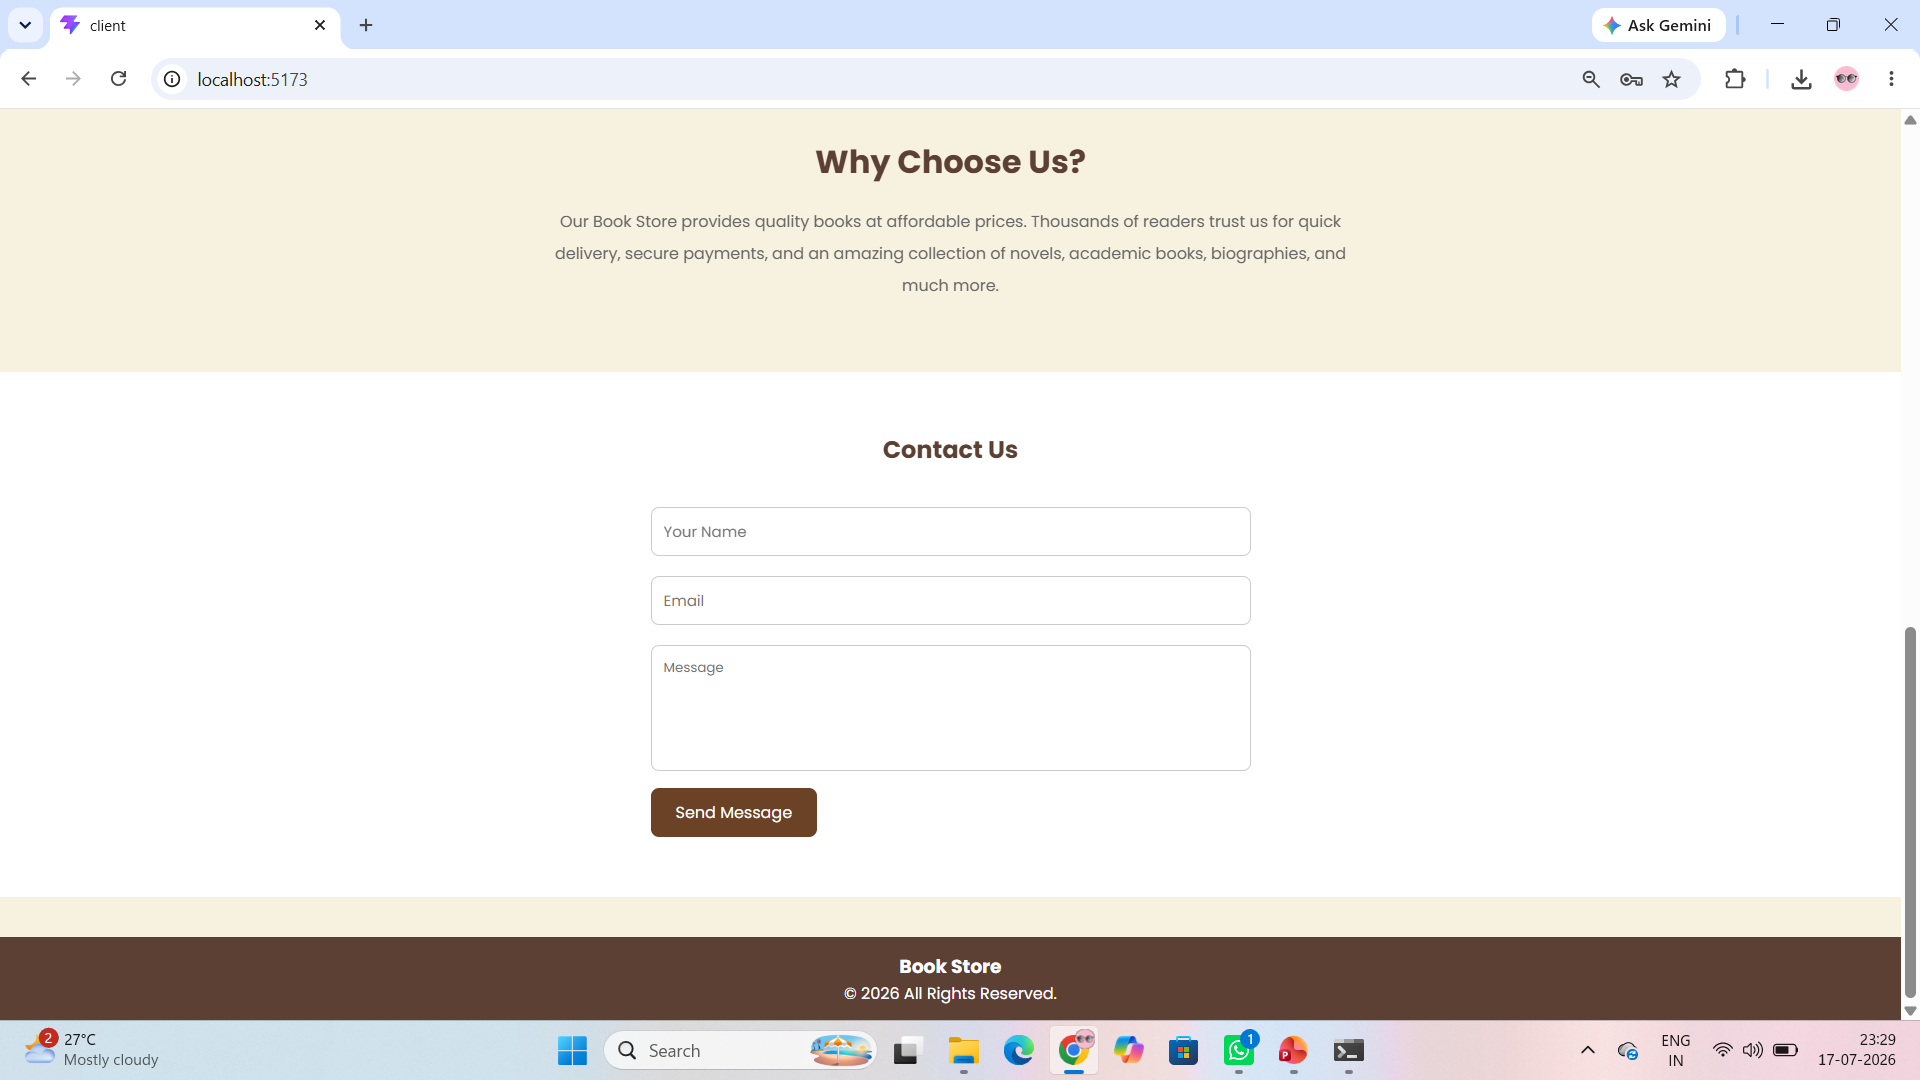 client
Ask Gemini
localhost:5173
Why Choose Us?
Our Book Store provides quality books at affordable prices. Thousands of readers trust us for quick
delivery, secure payments, and an amazing collection of novels, academic books, biographies, and
much more.
Contact Us
Your Name
Email
Message
Send Message
Book Store
© 2026 All Rights Reserved.
2
27°C
Mostly cloudy
Search
1
P
ENG
IN
23:29
17-07-2026